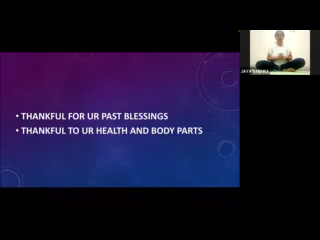 • THANKFUL FOR UR PAST BLESSINGS
• THANKFUL TO UR HEALTH AND BODY PARTS